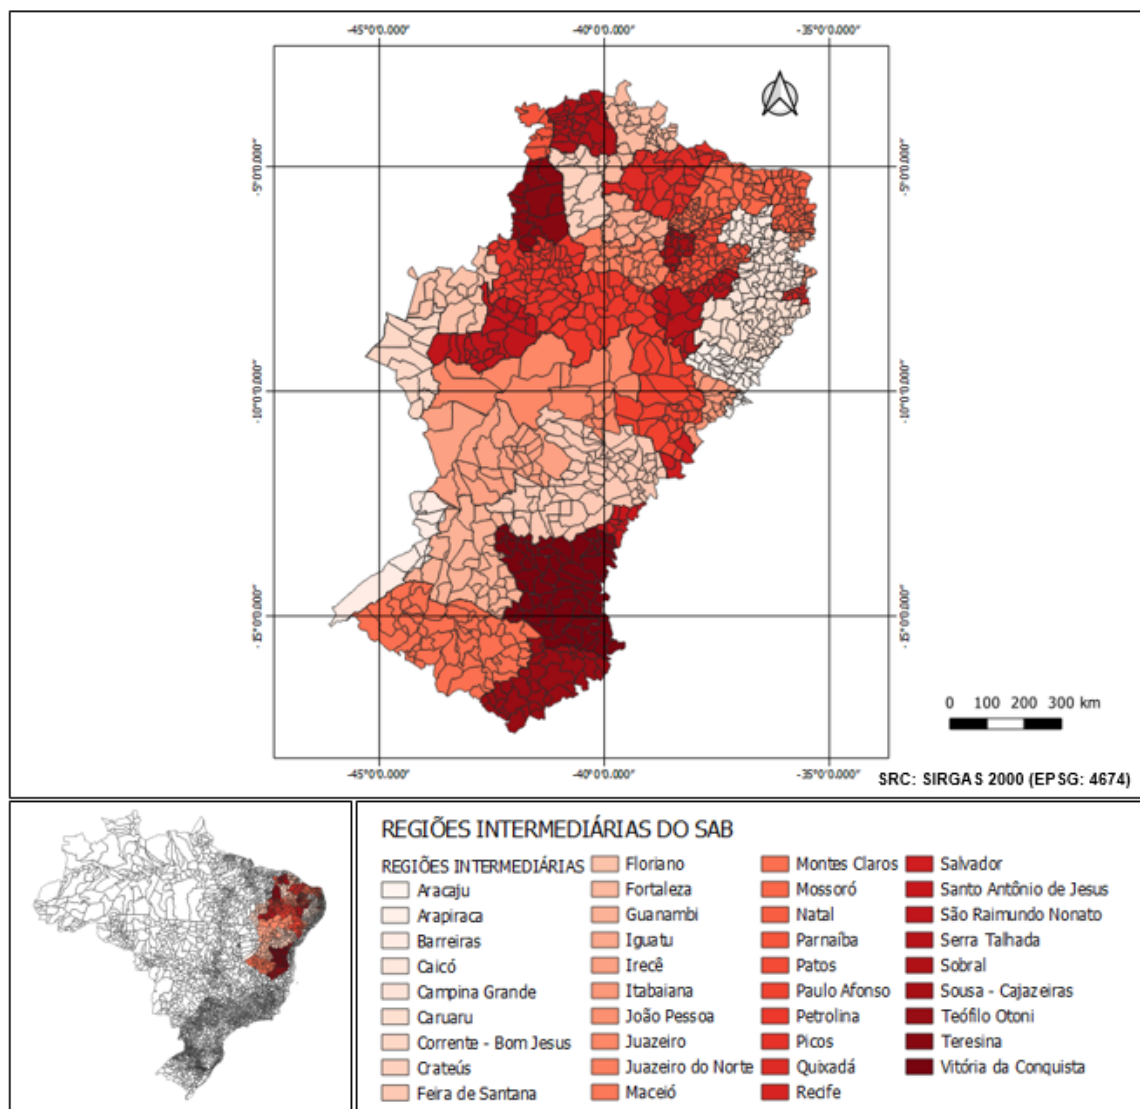 -45°0'0.000" -40°0'0.000" -35°0'0.000"
-5°0'0.000" -5°0'0.000"
-10°0'0.000" -10°0'0.000"
-15°0'0.000" -15°0'0.000"
0 100 200 300 km
-45°0'0.000" -40°0'0.000" -35°0'0.000"
SRC: SIRGAS 2000 (EPSG: 4674)
REGIÕES INTERMEDIÁRIAS DO SAB
REGIÕES INTERMEDIÁRIAS
Aracaju
Arapiraca
Barreiras
Caicó
Campina Grande
Caruaru
Corrente - Bom Jesus
Crateús
Feira de Santana
Floriano
Fortaleza
Guanambi
Iguatu
Irecê
Itabaiana
João Pessoa
Juazeiro
Juazeiro do Norte
Maceió
Montes Claros
Mossoró
Natal
Parnaíba
Patos
Paulo Afonso
Petrolina
Picos
Quixadá
Recife
Salvador
Santo Antônio de Jesus
São Raimundo Nonato
Serra Talhada
Sobral
Sousa - Cajazeiras
Teófilo Otoni
Teresina
Vitória da Conquista